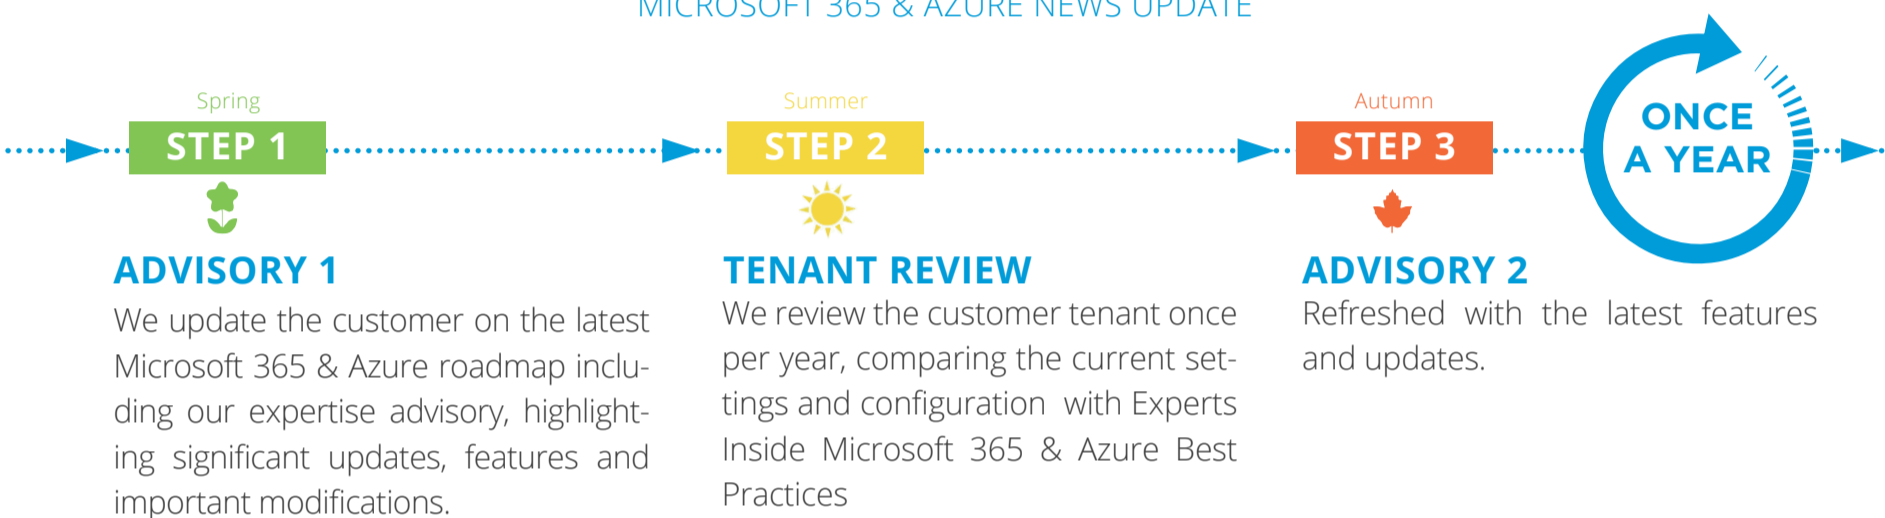 MICROSOFT 365 & AZURE NEWS UPDATE
Spring
STEP 1
ADVISORY 1
We update the customer on the latest
Microsoft 365 & Azure roadmap inclu-
ding our expertise advisory, highlight-
ing significant updates, features and
important modifications.
Summer
STEP 2
TENANT REVIEW
We review the customer tenant once
per year, comparing the current set-
tings and configuration with Experts
Inside Microsoft 365 & Azure Best
Practices
Autumn
STEP 3
ADVISORY 2
Refreshed with the latest features
and updates.
ONCE
A YEAR